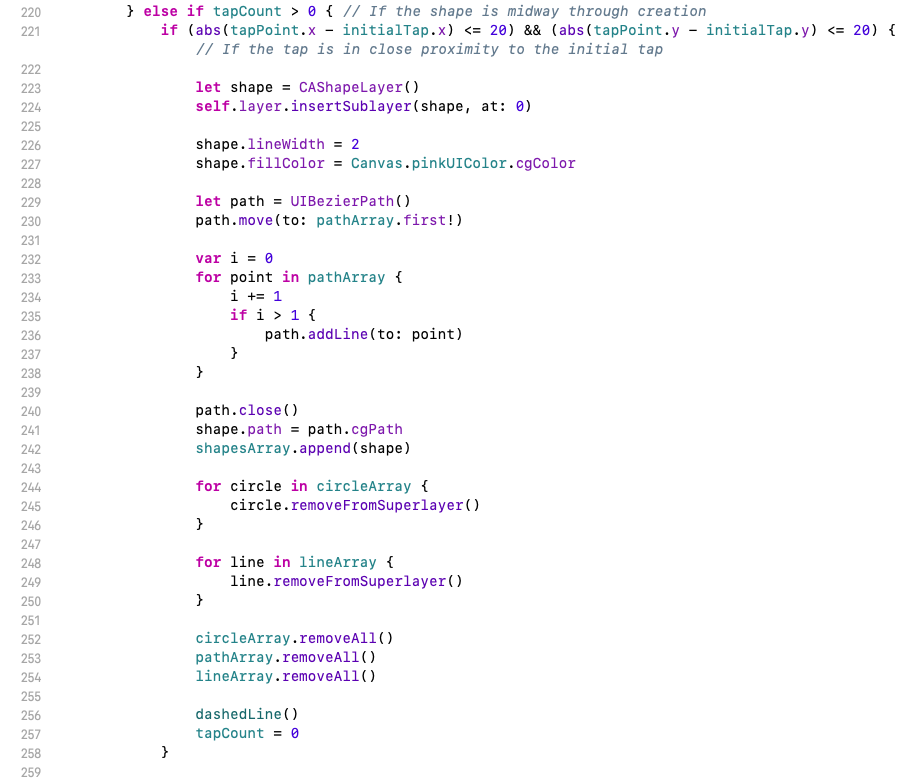 220 } else if tapCount > 0 { // If the shape is midway through creation
221 if (abs(tapPoint.x - initialTap.x) <= 20) && (abs(tapPoint.y - initialTap.y) <= 20) {
// If the tap is in close proximity to the initial tap
222
223 let shape = CAShapeLayer()
224 self.layer.insertSublayer(shape, at: 0)
225
226 shape.lineWidth = 2
227 shape.fillColor = Canvas.pinkUIColor.cgColor
228
229 let path = UIBezierPath()
230 path.move(to: pathArray.first!)
231
232 var i = 0
233 for point in pathArray {
234 i += 1
235 if i > 1 {
236 path.addLine(to: point)
237 }
238 }
239
240 path.close()
241 shape.path = path.cgPath
242 shapesArray.append(shape)
243
244 for circle in circleArray {
245 circle.removeFromSuperlayer()
246 }
247
248 for line in lineArray {
249 line.removeFromSuperlayer()
250 }
251
252 circleArray.removeAll()
253 pathArray.removeAll()
254 lineArray.removeAll()
255
256 dashedLine()
257 tapCount = 0
258 }
259